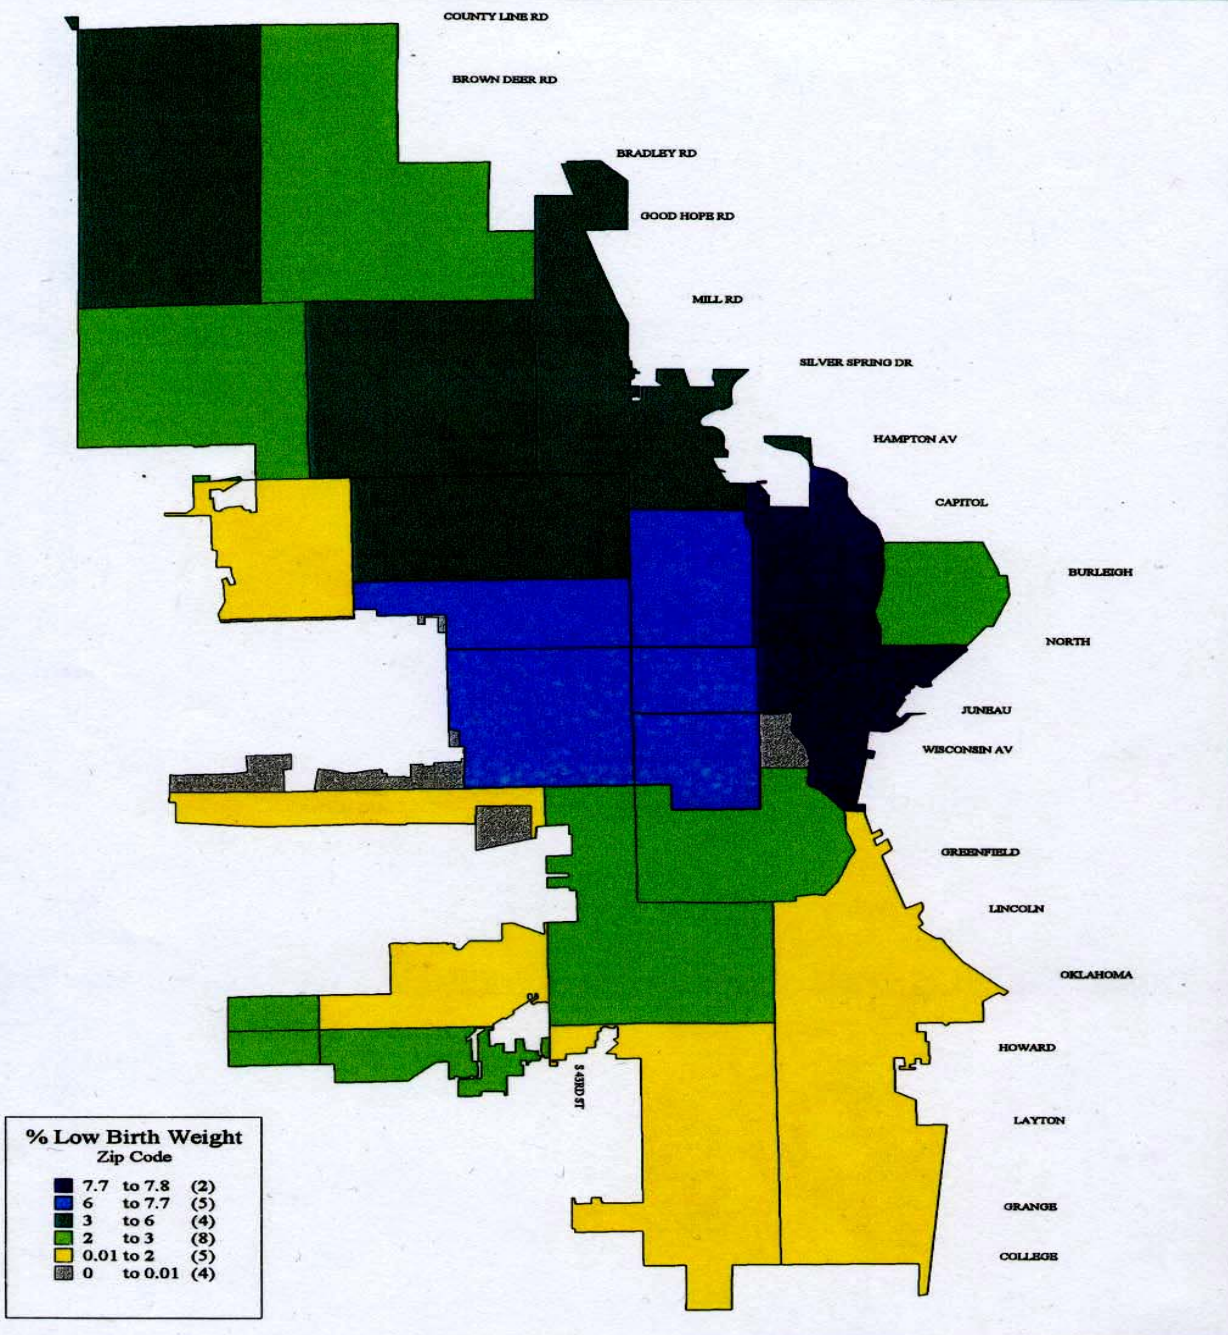 COUNTY LINE RD
BROWN DEER RD
BRADLEY RD
GOOD HOPE RD
MILL RD
SILVER SPRING DR
HAMPTON AV
CAPITOL
BURLEIGH
NORTH
JUNEAU
WISCONSIN AV
GREENFIELD
LINCOLN
OKLAHOMA
HOWARD
S 43RD ST
LAYTON
GRANGE
COLLEGE
% Low Birth Weight
Zip Code
7.7 to 7.8 (2)
6 to 7.7 (5)
3 to 6 (4)
2 to 3 (8)
0.01 to 2 (5)
0 to 0.01 (4)